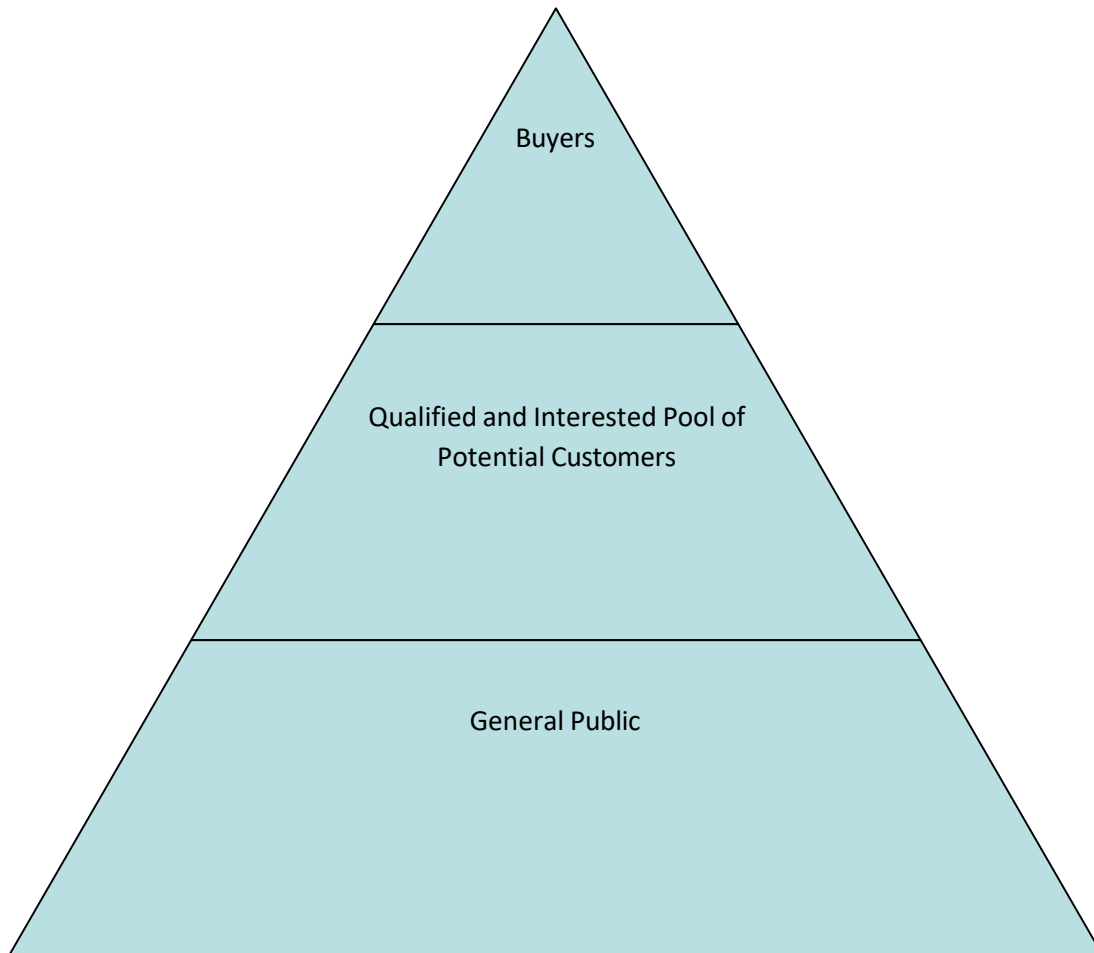 Buyers
Qualified and Interested Pool of
Potential Customers
General Public